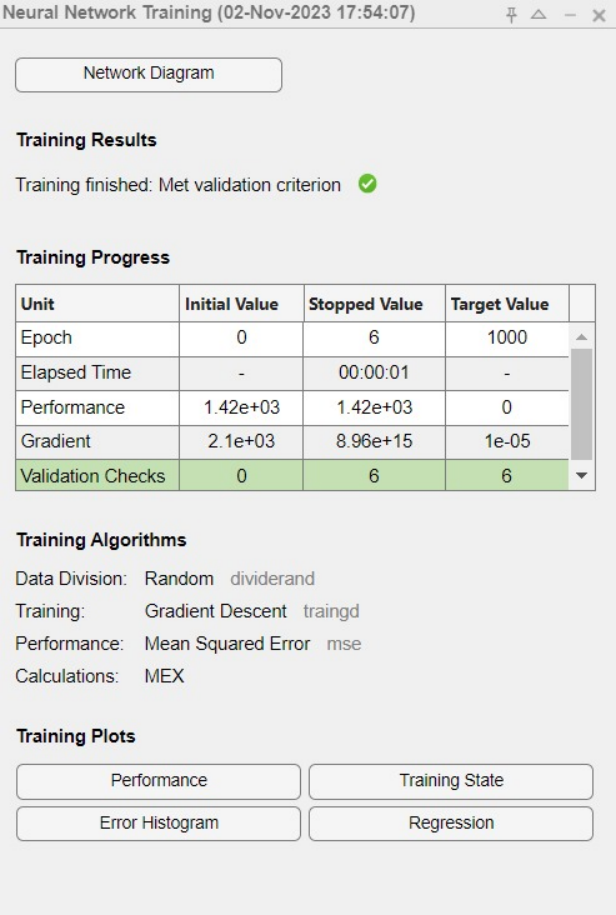 Neural Network Training (02-Nov-2023 17:54:07)
Network Diagram
Training Results
Training finished: Met validation criterion
Training Progress
Unit Initial Value Stopped Value Target Value
Epoch 0 6 1000
Elapsed Time - 00:00:01 -
Performance 1.42e+03 1.42e+03 0
Gradient 2.1e+03 8.96e+15 1e-05
Validation Checks 0 6 6
Training Algorithms
Data Division: Random dividerand
Training: Gradient Descent traingd
Performance: Mean Squared Error mse
Calculations: MEX
Training Plots
Performance Training State
Error Histogram Regression